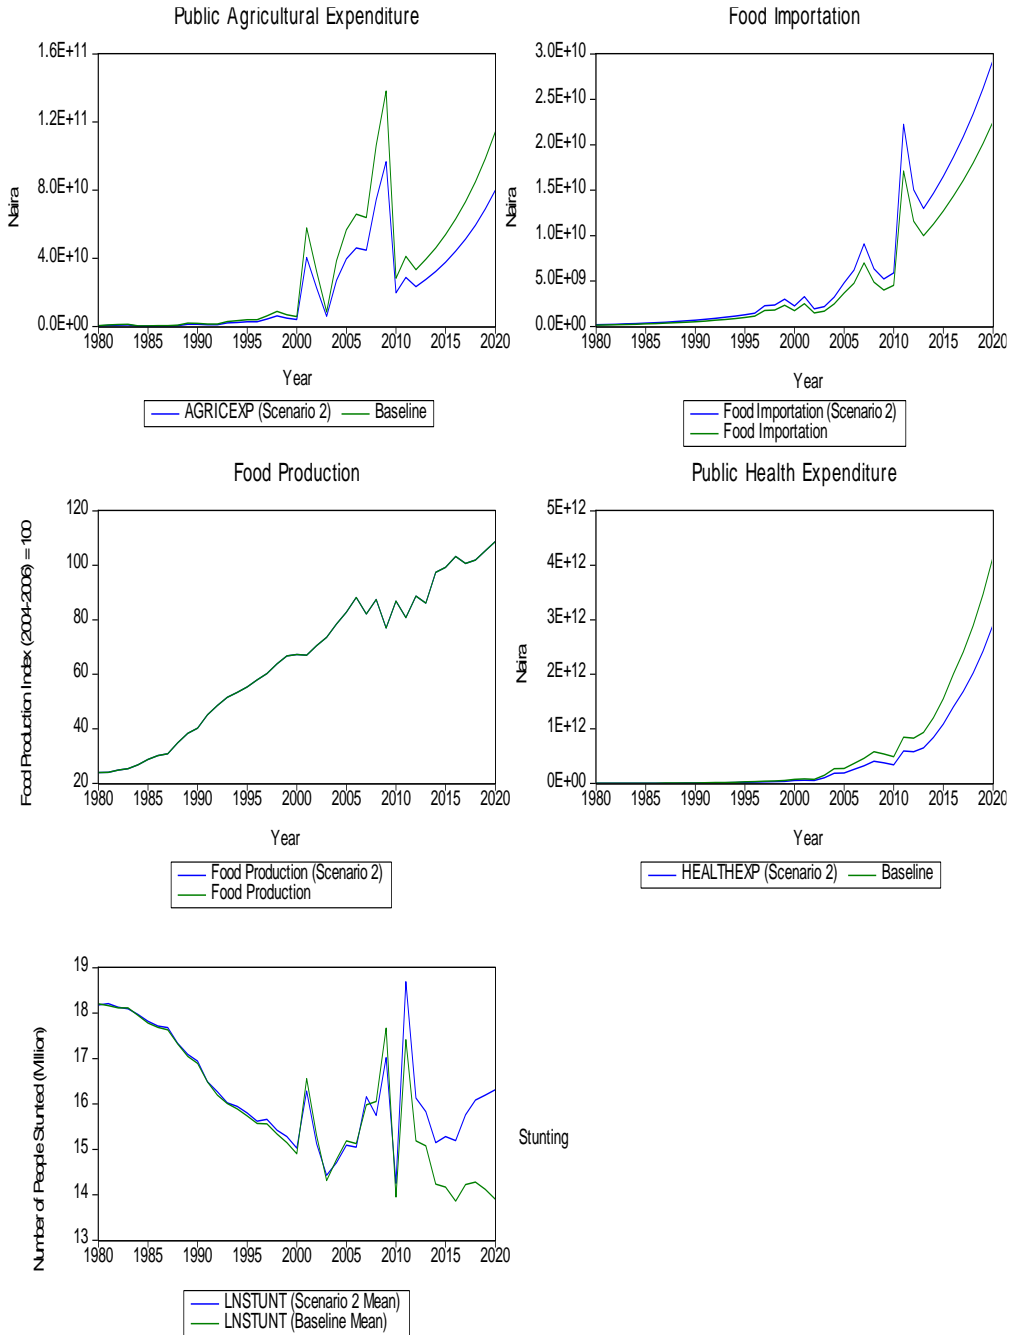 Public Agricultural Expenditure
Food Importation
1.6E+11
1.2E+11
8.0E+10
4.0E+10
0.0E+00
Naira
1980 1985 1990 1995 2000 2005 2010 2015 2020
Year
AGRICEXP (Scenario 2) Baseline
3.0E+10
2.5E+10
2.0E+10
1.5E+10
1.0E+10
5.0E+09
0.0E+00
Naira
1980 1985 1990 1995 2000 2005 2010 2015 2020
Year
Food Importation (Scenario 2)
Food Importation
Food Production
Public Health Expenditure
120
100
80
60
40
20
Food Production Index (2004-2006) = 100
1980 1985 1990 1995 2000 2005 2010 2015 2020
Year
Food Production (Scenario 2)
Food Production
5E+12
4E+12
3E+12
2E+12
1E+12
0E+00
Naira
1980 1985 1990 1995 2000 2005 2010 2015 2020
Year
HEALTHEXP (Scenario 2) Baseline
19
18
17
16
15
14
13
Number of People Stunted (Million)
1980 1985 1990 1995 2000 2005 2010 2015 2020
Stunting
LNSTUNT (Scenario 2 Mean)
LNSTUNT (Baseline Mean)